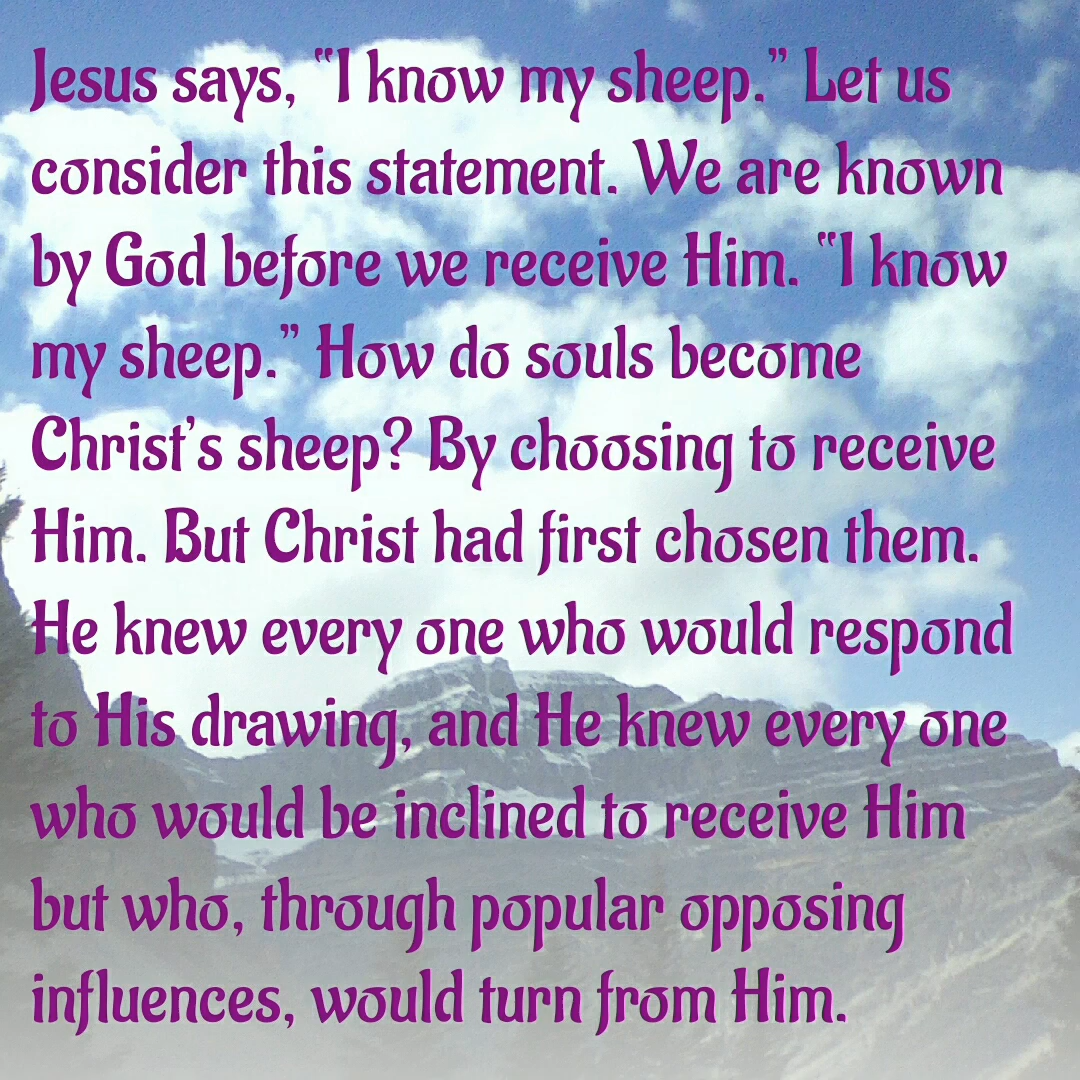 Jesus says, “I know my sheep.” Let us
consider this statement. We are known
by God before we receive Him. “I know
my sheep.” How do souls become
Christ’s sheep? By choosing to receive
Him. But Christ had first chosen them.
He knew every one who would respond
to His drawing, and He knew every one
who would be inclined to receive Him
but who, through popular opposing
influences, would turn from Him.